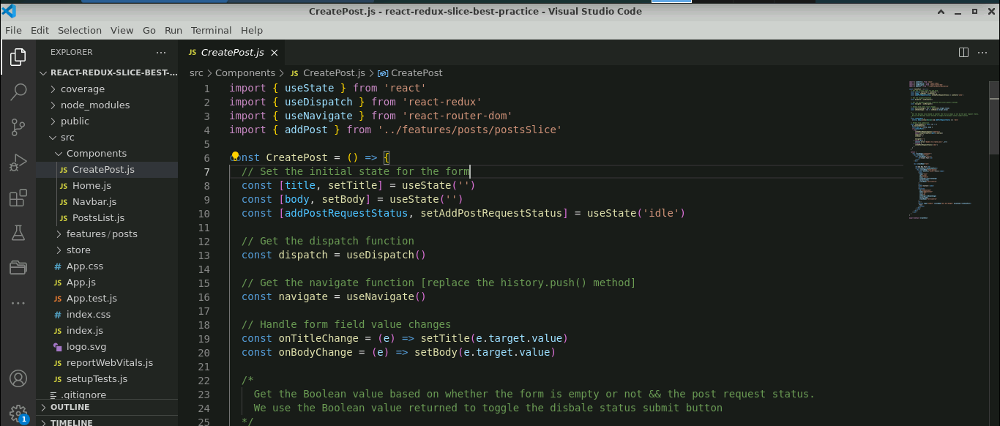 CreatePost.js - react-redux-slice-best-practice - Visual Studio Code
File Edit Selection View Go Run Terminal Help
EXPLORER ...
REACT-REDUX-SLICE-BEST-...
coverage
node_modules
public
src
Components
JS CreatePost.js
JS Home.js
JS Navbar.js
JS PostsList.js
features/posts
store
# App.css
JS App.js
JS App.test.js
# index.css
JS index.js
logo.svg
JS reportWebVitals.js
JS setupTests.js
.gitignore
OUTLINE
TIMELINE
1
JS CreatePost.js
src > Components > JS CreatePost.js > CreatePost
1 import { useState } from 'react'
2 import { useDispatch } from 'react-redux'
3 import { useNavigate } from 'react-router-dom'
4 import { addPost } from '../features/posts/postsSlice'
5
6 const CreatePost = () => {
7 // Set the initial state for the form
8 const [title, setTitle] = useState('')
9 const [body, setBody] = useState('')
10 const [addPostRequestStatus, setAddPostRequestStatus] = useState('idle')
11
12 // Get the dispatch function
13 const dispatch = useDispatch()
14
15 // Get the navigate function [replace the history.push() method]
16 const navigate = useNavigate()
17
18 // Handle form field value changes
19 const onTitleChange = (e) => setTitle(e.target.value)
20 const onBodyChange = (e) => setBody(e.target.value)
21
22 /*
23 Get the Boolean value based on whether the form is empty or not && the post request status.
24 We use the Boolean value returned to toggle the disbale status submit button
25 */